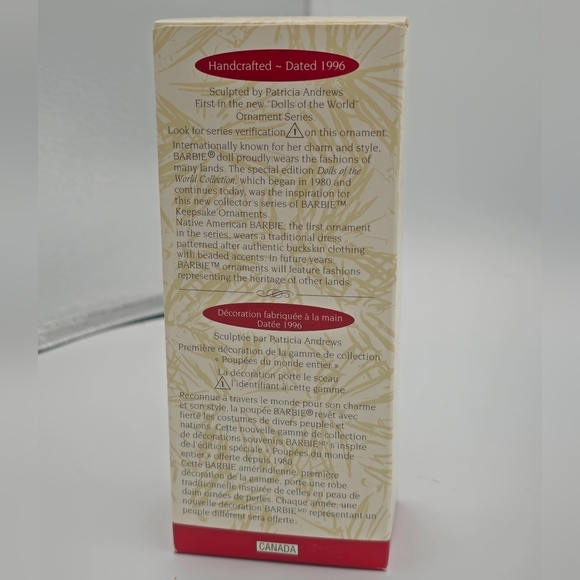 Handcrafted ~ Dated 1996
Sculpted by Patricia Andrews
First in the new "Dolls of the World"
Ornament Series.
Look for series verification 1 on this ornament.
Internationally known for her charm and style,
BARBIE® doll proudly wears the fashions of
many lands. The special edition Dolls of the
World Collection, which began in 1980 and
continues today, was the inspiration for
this new collector's series of BARBIE™
Keepsake Ornaments.
Native American BARBIE, the first ornament
in the series, wears a traditional dress
patterned after authentic buckskin clothing
with beaded accents. In future years,
BARBIE™ ornaments will feature fashions
representing the heritage of other lands.
Décoration fabriquée à la main
Datée 1996
Sculptée par Patricia Andrews
Première décoration de la gamme de collection
« Poupées du monde entier »
La décoration porte le sceau
1 l'identifiant à cette gamme.
Reconnue à travers le monde pour son charme
et son style, la poupée BARBIE® revêt avec
fierté les costumes de divers peuples et
nations. Cette nouvelle gamme de collection
de décorations souvenirs BARBIE MD s'inspire
de l'édition spéciale « Poupées du monde
entier » offerte depuis 1980.
Cette BARBIE amérindienne, première
décoration de la gamme, porte une robe
traditionnelle inspirée de celles en peau de
daim ornées de perles. Chaque année, une
nouvelle décoration BARBIE MD représentant un
peuple différent sera offerte.
CANADA